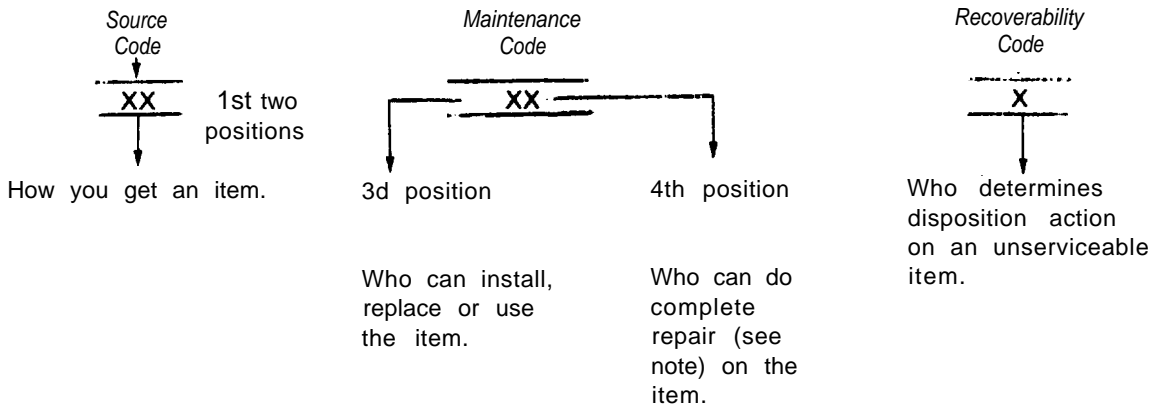 Source
Code
XX
1st two
positions
How you get an item.
Maintenance
Code
XX
3d position
Who can install,
replace or use
the item.
4th position
Who can do
complete
repair (see
note) on the
item.
Recoverability
Code
X
Who determines
disposition action
on an unserviceable
item.